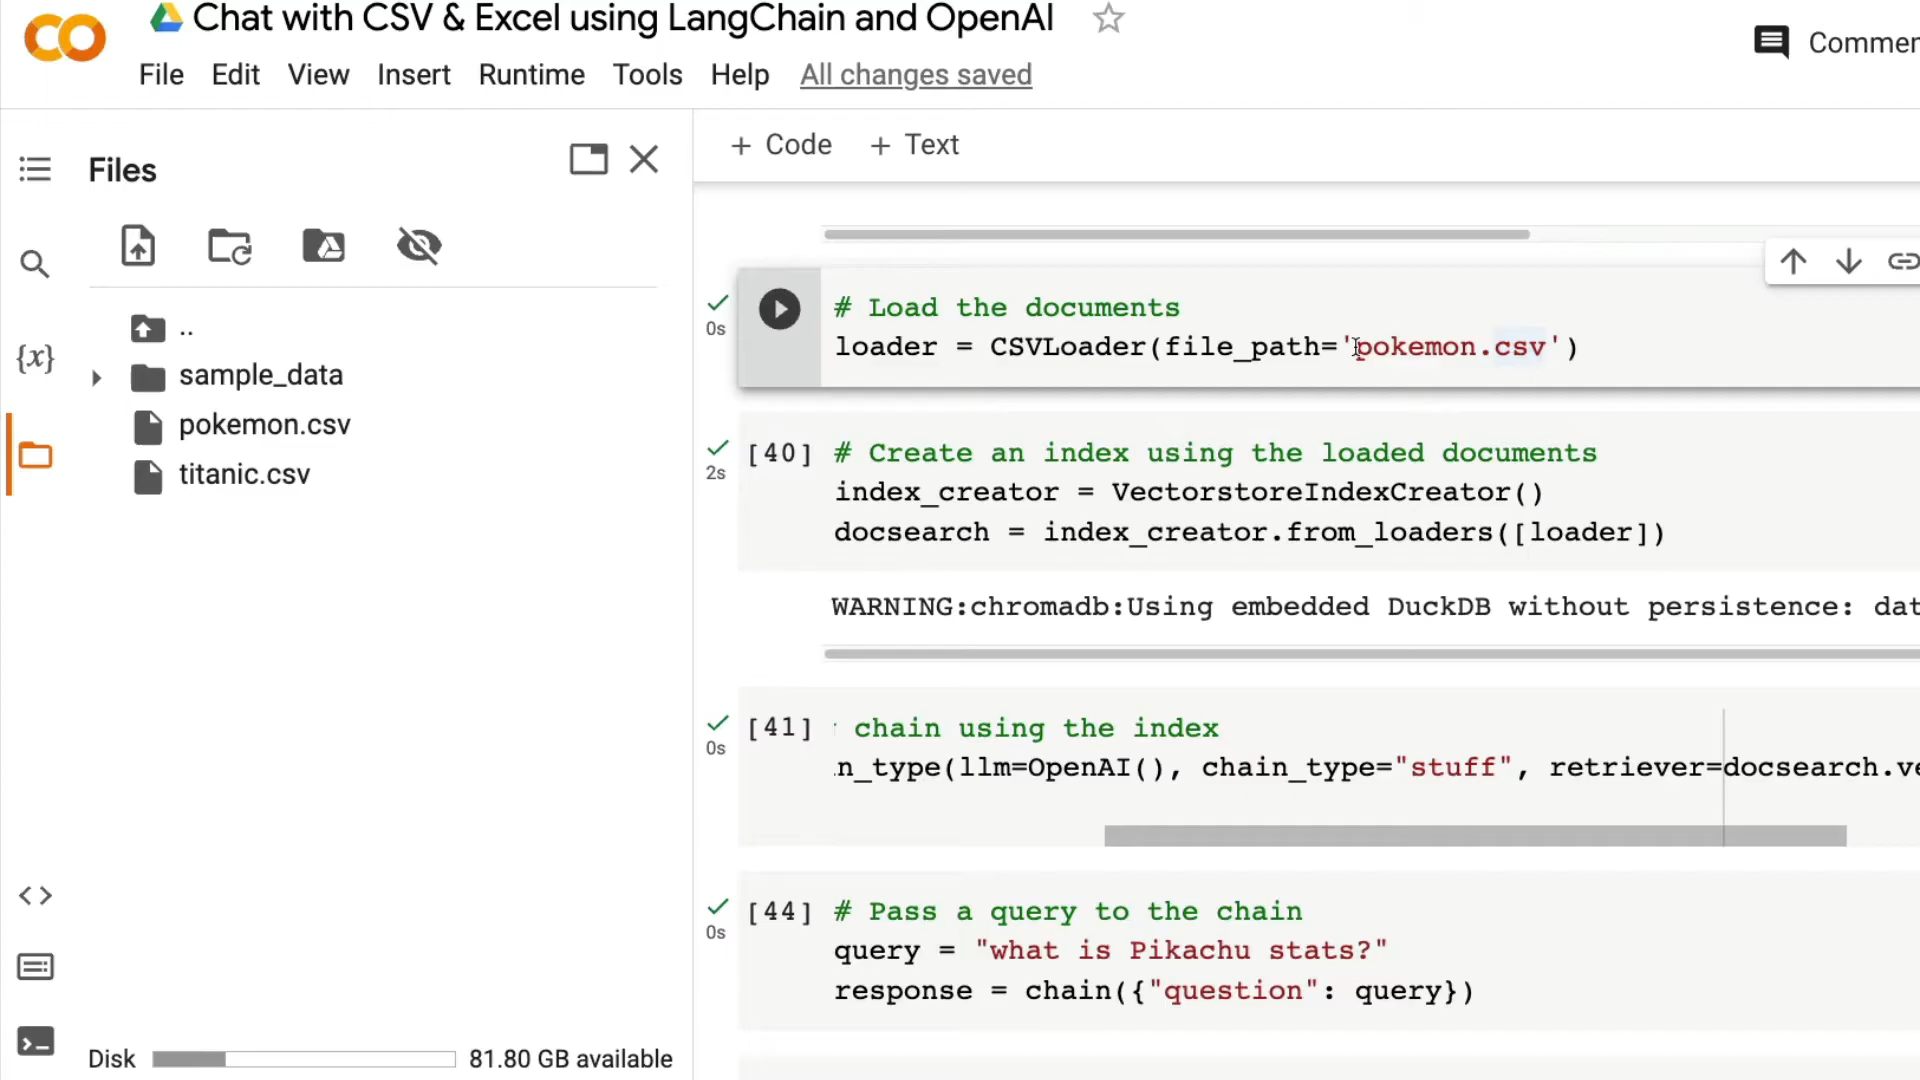 Chat with CSV & Excel using LangChain and OpenAI
Commen
File Edit View Insert Runtime Tools Help All changes saved
Files
+ Code + Text
..
sample_data
pokemon.csv
titanic.csv
{x}
Disk 81.80 GB available
0s
# Load the documents
loader = CSVLoader(file_path='pokemon.csv')
2s
[40] # Create an index using the loaded documents
index_creator = VectorstoreIndexCreator()
docsearch = index_creator.from_loaders([loader])
WARNING:chromadb:Using embedded DuckDB without persistence: dat
0s
[41] chain using the index
n_type(llm=OpenAI(), chain_type="stuff", retriever=docsearch.ve
0s
[44] # Pass a query to the chain
query = "what is Pikachu stats?"
response = chain({"question": query})